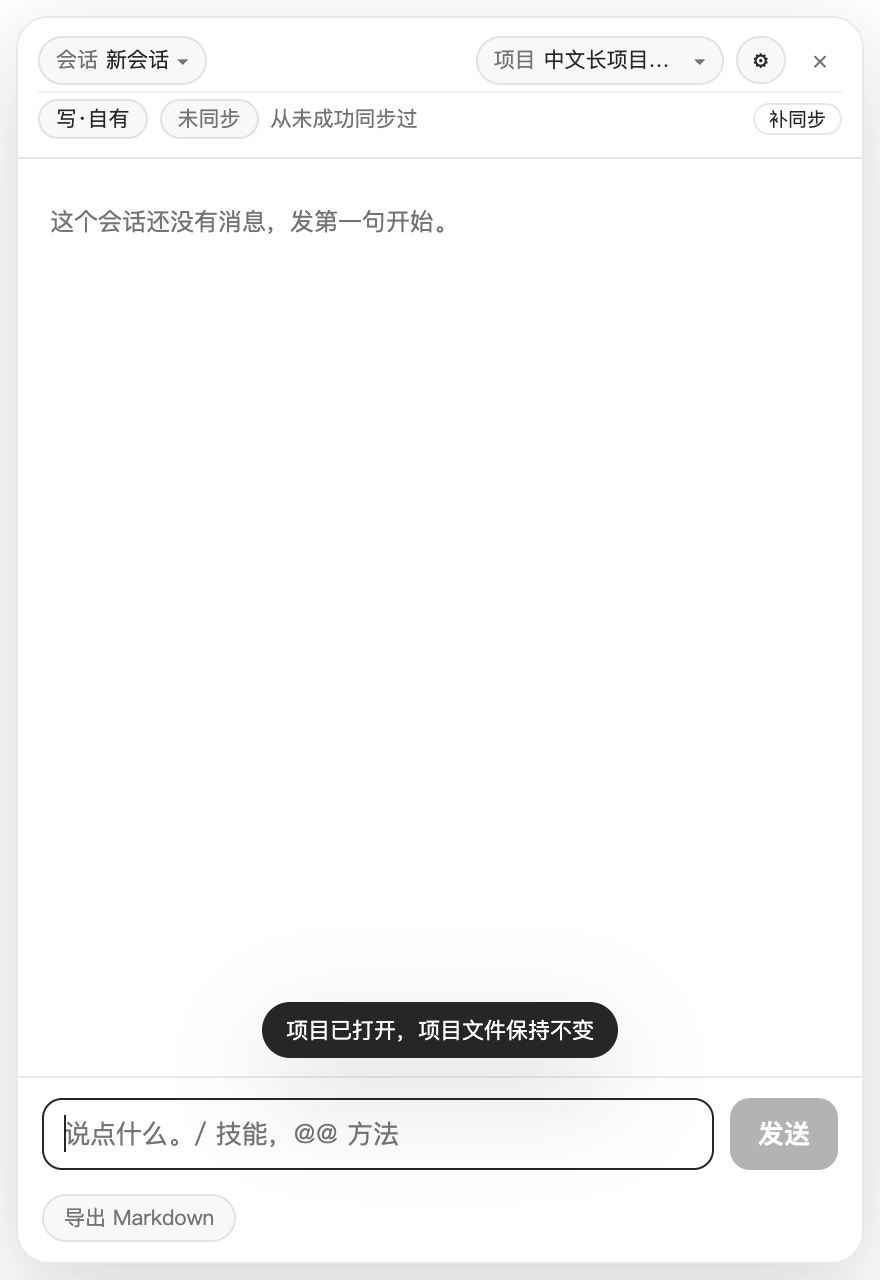 会话 新会话 项目 中文长项目...
写·自有 未同步 从未成功同步过 补同步
这个会话还没有消息，发第一句开始。
项目已打开，项目文件保持不变
说点什么。/ 技能，@@ 方法 发送
导出 Markdown